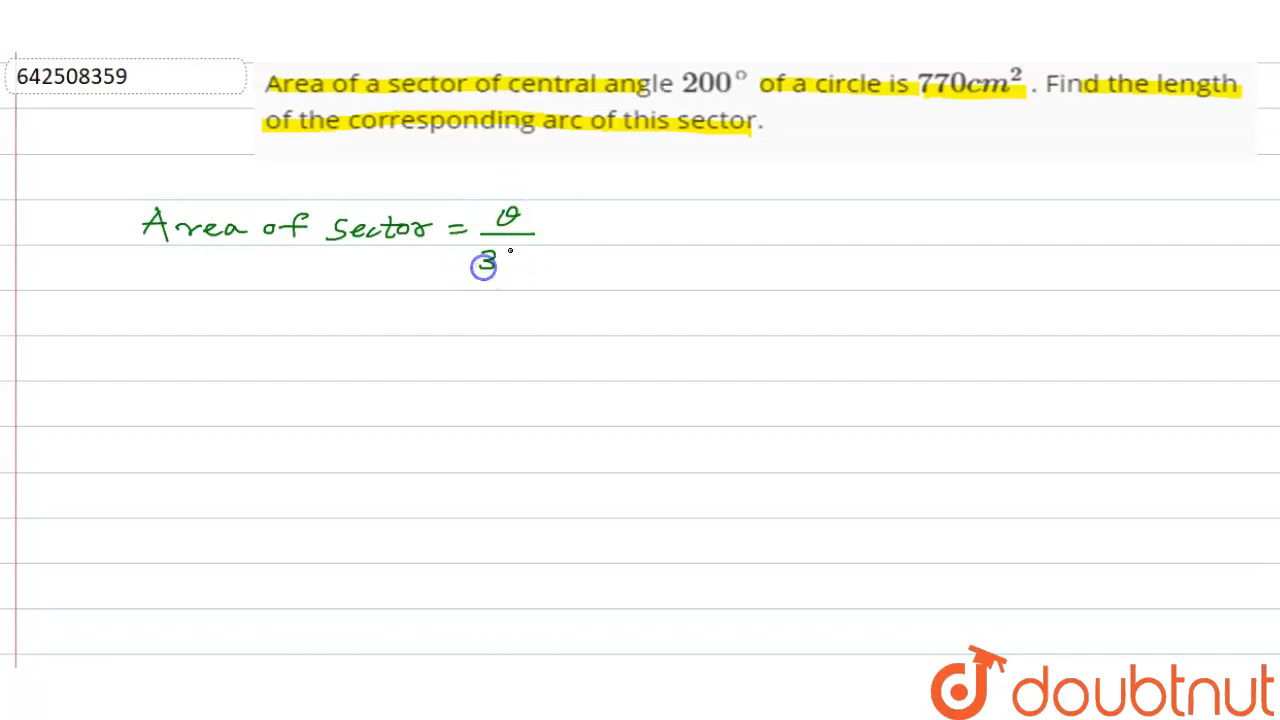 642508359
Area of a sector of central angle 200° of a circle is 770cm². Find the length
of the corresponding arc of this sector.
Area of sector = θ
3
doubtnut